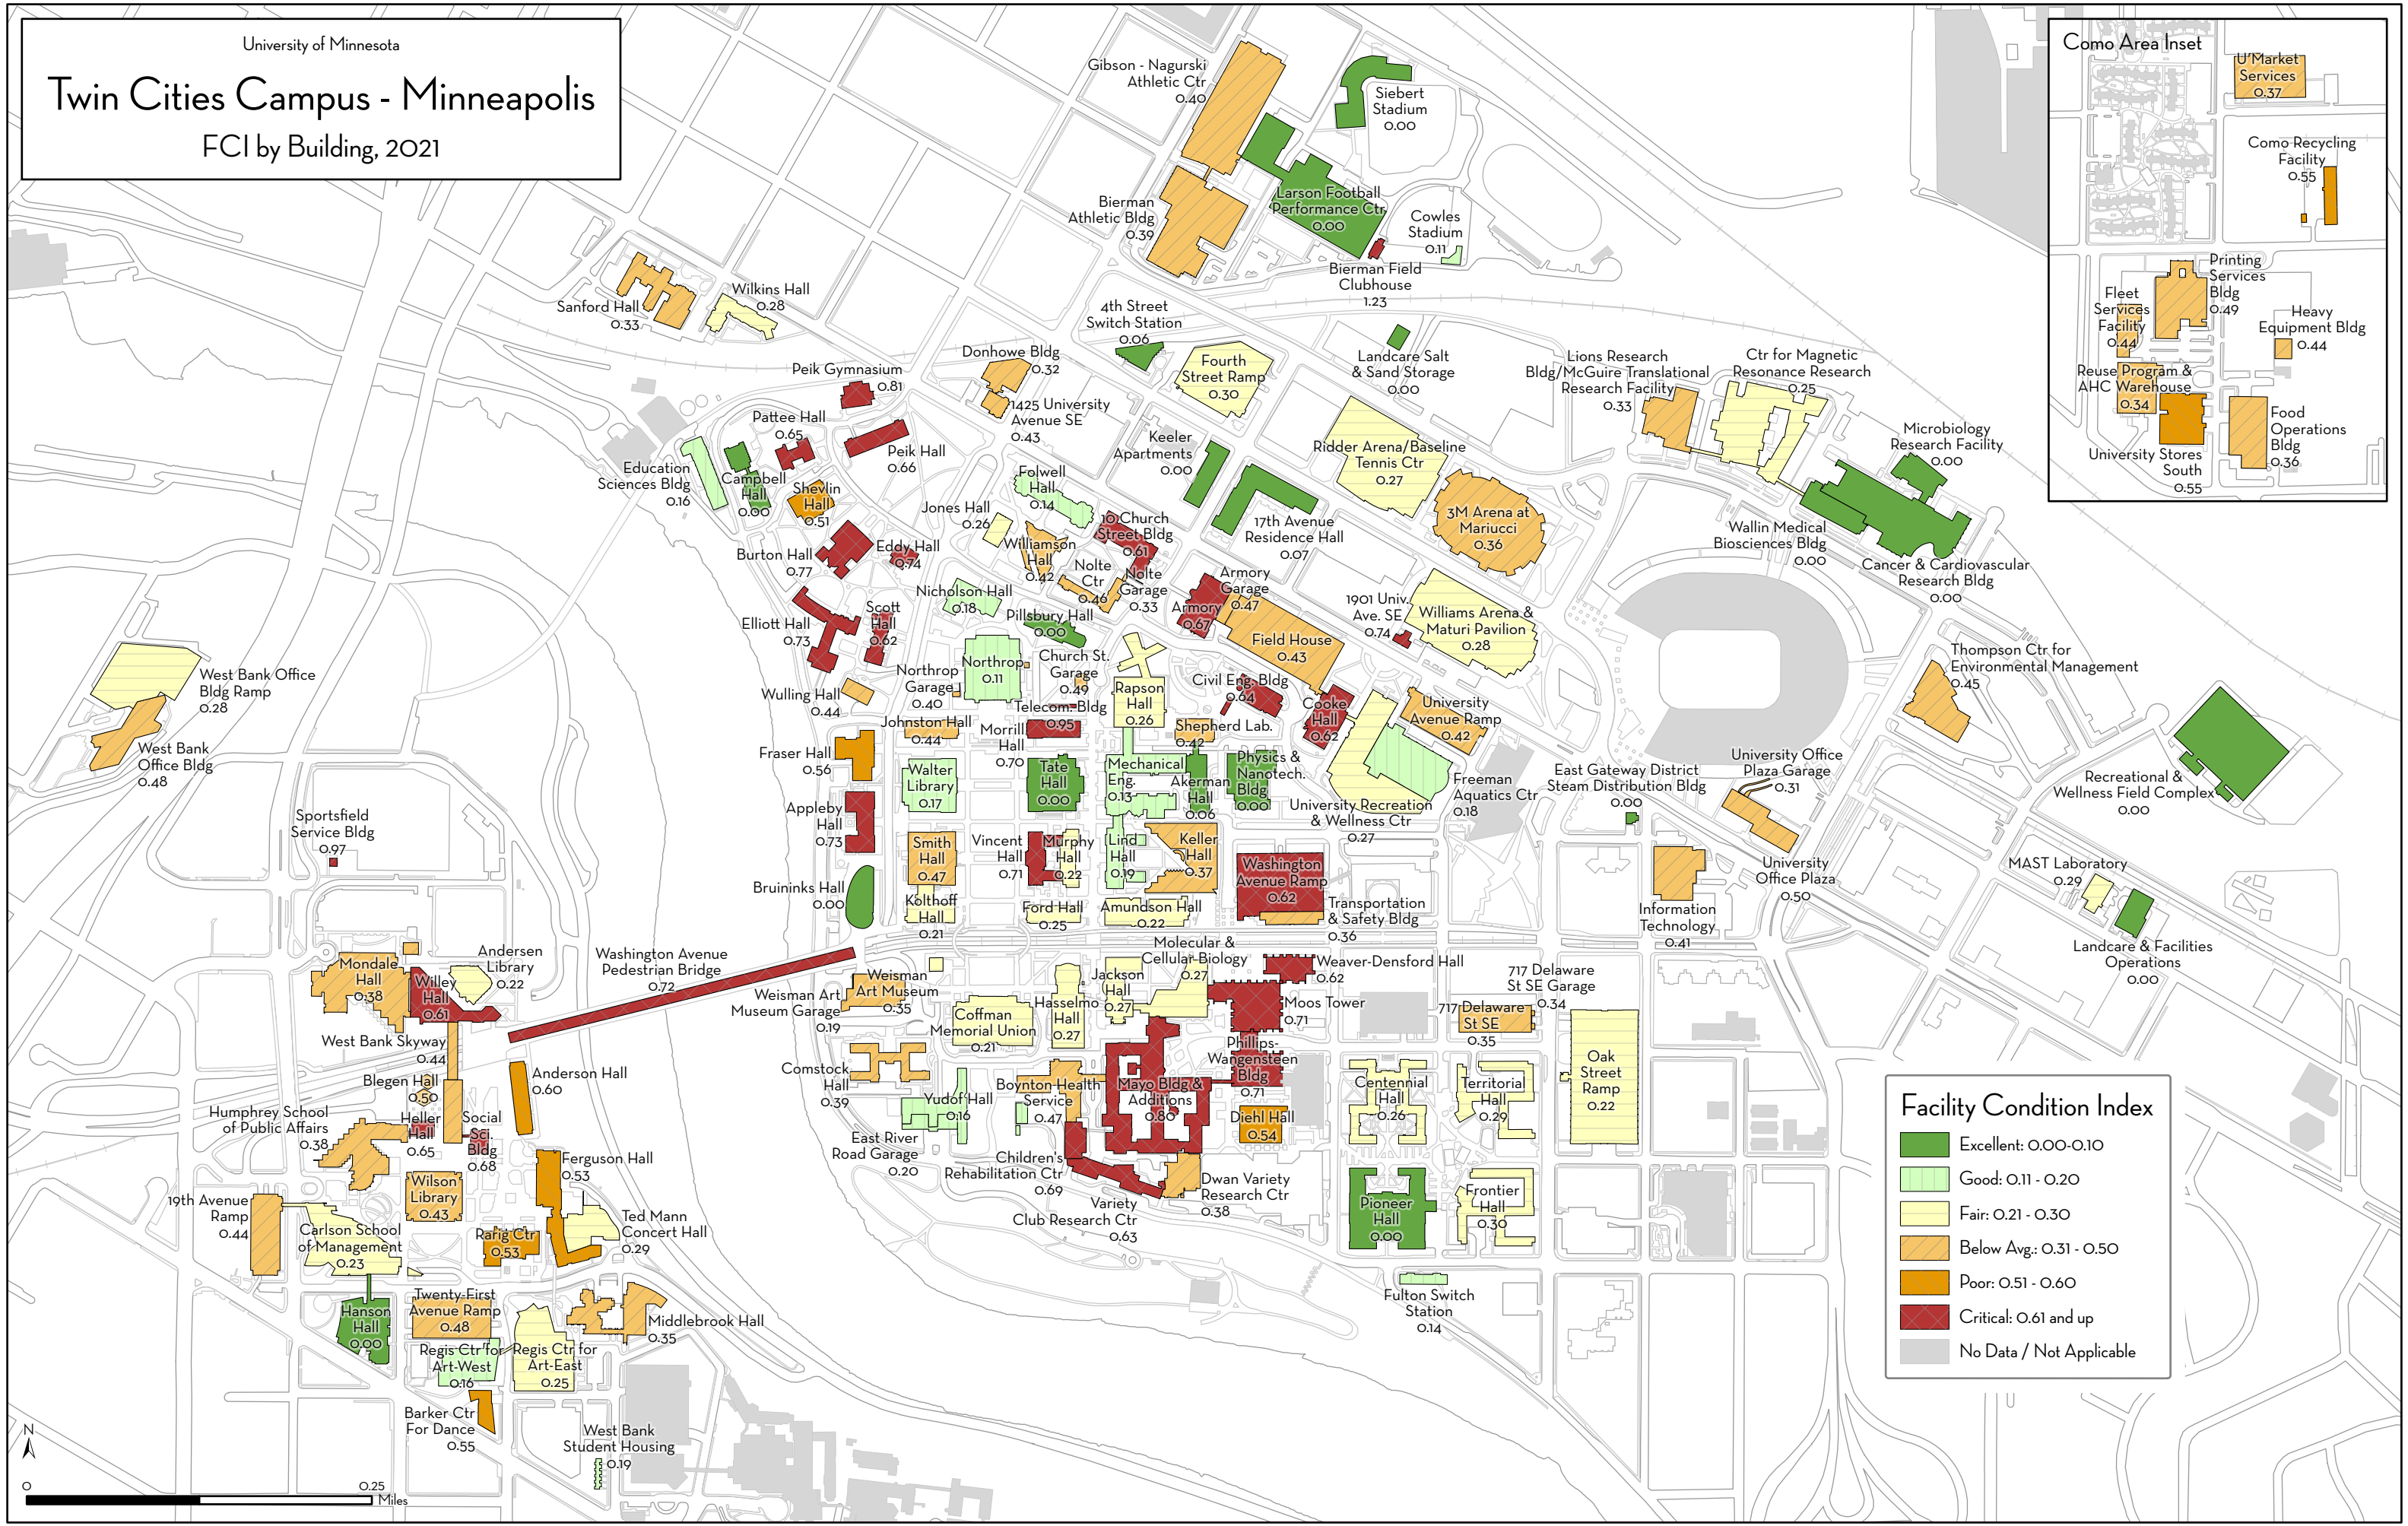 University of Minnesota
Twin Cities Campus - Minneapolis
FCI by Building, 2021
Como Area Inset
U'Market
Services
0.37
Como Recycling
Facility
0.55
Printing
Services
Bldg
0.49
Fleet
Services
Facility
0.44
Heavy
Equipment Bldg
0.44
Reuse Program &
AHC Warehouse
0.34
Food
Operations
Bldg
0.36
University Stores
South
0.55
Gibson - Nagurski
Athletic Ctr
0.40
Siebert
Stadium
0.00
Larson Football
Performance Ctr
0.00
Bierman
Athletic Bldg
0.39
Cowles
Stadium
0.11
Bierman Field
Clubhouse
1.23
Sanford Hall
0.33
Wilkins Hall
0.28
4th Street
Switch Station
0.06
Fourth
Street Ramp
0.30
Landcare Salt
& Sand Storage
0.00
Lions Research
Bldg/McGuire Translational
Research Facility
0.33
Ctr for Magnetic
Resonance Research
0.25
Donhowe Bldg
0.32
Peik Gymnasium
0.81
1425 University
Avenue SE
0.43
Pattee Hall
0.65
Peik Hall
0.66
Keeler
Apartments
0.00
Ridder Arena/Baseline
Tennis Ctr
0.27
Microbiology
Research Facility
0.00
Education
Sciences Bldg
0.16
Campbell
Hall
0.00
Shevlin
Hall
0.51
Folwell
Hall
0.14
Jones Hall
0.26
10 Church
Street Bldg
0.61
17th Avenue
Residence Hall
0.07
3M Arena at
Mariucci
0.36
Wallin Medical
Biosciences Bldg
0.00
Cancer & Cardiovascular
Research Bldg
0.00
Burton Hall
0.77
Eddy Hall
0.74
Williamson
Hall
0.42
Nolte
Ctr
0.46
Nolte
Garage
0.33
Armory
Garage
0.47
Armory
0.67
Nicholson Hall
0.18
Pillsbury Hall
0.00
Field House
0.43
1901 Univ.
Ave. SE
0.74
Williams Arena &
Maturi Pavilion
0.28
Elliott Hall
0.73
Scott
Hall
0.62
Northrop
0.11
Church St.
Garage
0.49
Northrop
Garage
0.40
Wulling Hall
0.44
Telecom. Bldg
0.95
Rapson
Hall
0.26
Civil Eng. Bldg
0.64
Cooke
Hall
0.62
University
Avenue Ramp
0.42
Thompson Ctr for
Environmental Management
0.45
West Bank Office
Bldg Ramp
0.28
West Bank
Office Bldg
0.48
Johnston Hall
0.44
Morrill
Hall
0.70
Shepherd Lab.
0.42
Fraser Hall
0.56
Walter
Library
0.17
Tate
Hall
0.00
Mechanical
Eng.
0.13
Akerman
Hall
0.06
Physics &
Nanotech.
Bldg
0.00
University Recreation
& Wellness Ctr
0.27
Freeman
Aquatics Ctr
0.18
East Gateway District
Steam Distribution Bldg
0.00
University Office
Plaza Garage
0.31
Recreational &
Wellness Field Complex
0.00
Sportsfield
Service Bldg
0.97
Appleby
Hall
0.73
Smith
Hall
0.47
Vincent
Hall
0.71
Murphy
Hall
0.22
Lind
Hall
0.19
Keller
Hall
0.37
Washington
Avenue Ramp
0.62
University
Office Plaza
0.50
MAST Laboratory
0.29
Bruininks Hall
0.00
Kolthoff
Hall
0.21
Ford Hall
0.25
Amundson Hall
0.22
Transportation
& Safety Bldg
0.36
Information
Technology
0.41
Landcare & Facilities
Operations
0.00
Washington Avenue
Pedestrian Bridge
0.72
Mondale
Hall
0.38
Willey
Hall
0.61
Andersen
Library
0.22
Weisman Art
Museum Garage
0.19
Weisman
Art Museum
0.35
Coffman
Memorial Union
0.21
Hasselmo
Hall
0.27
Jackson
Hall
0.27
Molecular &
Cellular Biology
0.27
Weaver-Densford Hall
0.62
Moos Tower
0.71
717 Delaware
St SE Garage
0.34
717 Delaware
St SE
0.35
Oak
Street
Ramp
0.22
West Bank Skyway
0.44
Blegen Hall
0.50
Anderson Hall
0.60
Comstock
Hall
0.39
Boynton Health
Service
0.47
Mayo Bldg &
Additions
0.80
Phillips-
Wangensteen
Bldg
0.71
Diehl Hall
0.54
Centennial
Hall
0.26
Territorial
Hall
0.29
Humphrey School
of Public Affairs
0.38
Heller
Hall
0.65
Social
Sci.
Bldg
0.68
Yudof Hall
0.16
East River
Road Garage
0.20
Children's
Rehabilitation Ctr
0.69
Variety
Club Research Ctr
0.63
Dwan Variety
Research Ctr
0.38
Pioneer
Hall
0.00
Frontier
Hall
0.30
Ferguson Hall
0.53
Wilson
Library
0.43
19th Avenue
Ramp
0.44
Carlson School
of Management
0.23
Rarig Ctr
0.53
Ted Mann
Concert Hall
0.29
Fulton Switch
Station
0.14
Hanson
Hall
0.00
Twenty-First
Avenue Ramp
0.48
Middlebrook Hall
0.35
Regis Ctr for
Art-West
0.16
Regis Ctr for
Art-East
0.25
Barker Ctr
For Dance
0.55
West Bank
Student Housing
0.19
Facility Condition Index
Excellent: 0.00-0.10
Good: 0.11 - 0.20
Fair: 0.21 - 0.30
Below Avg.: 0.31 - 0.50
Poor: 0.51 - 0.60
Critical: 0.61 and up
No Data / Not Applicable
N
0
0.25
Miles